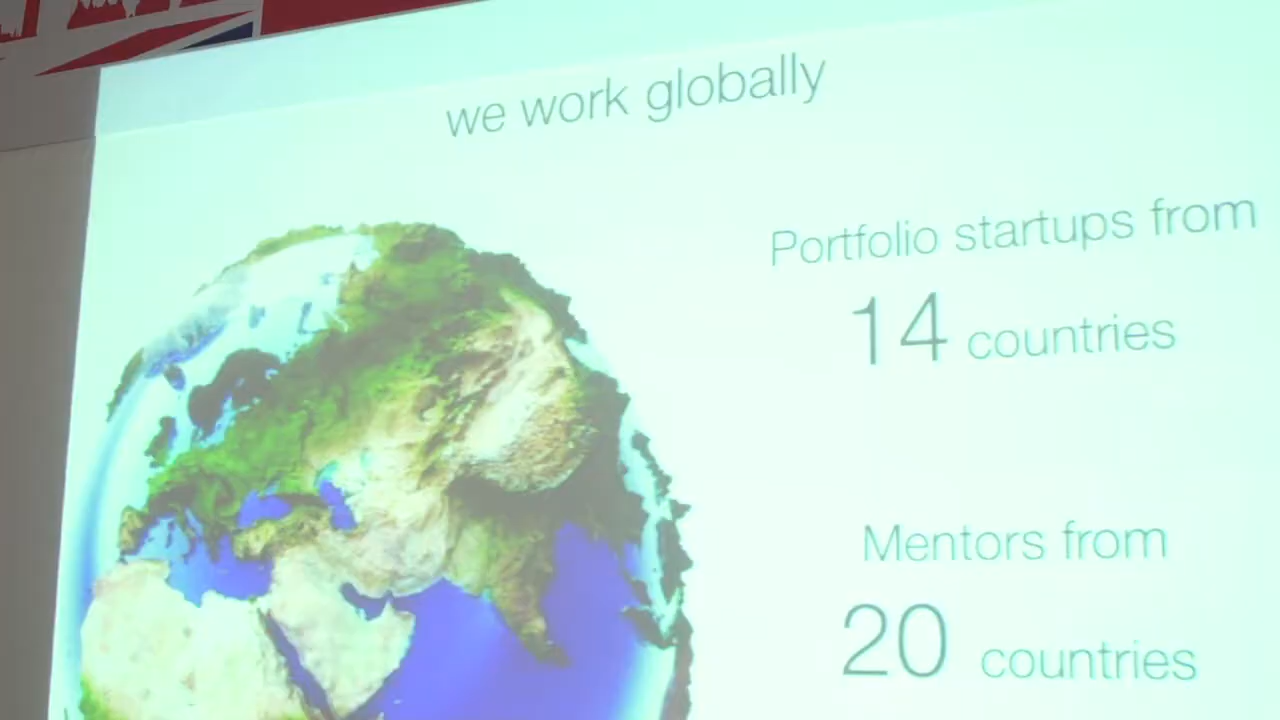 we work globally
Portfolio startups from
14 countries
Mentors from
20 countries